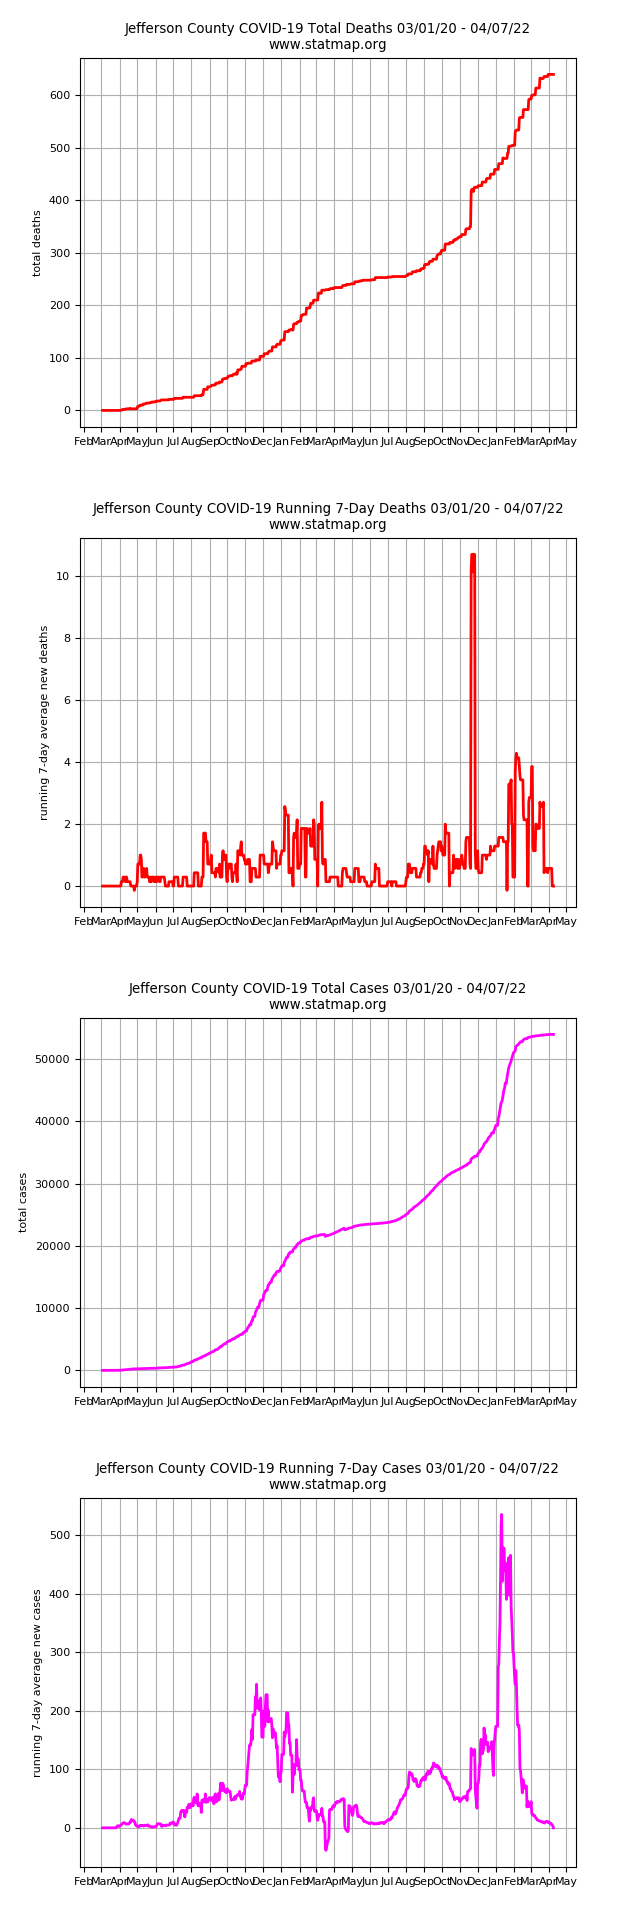 Jefferson County COVID-19 Total Deaths 03/01/20 - 04/07/22
www.statmap.org
600
500
400
300
200
100
0
total deaths
Feb Mar Apr May Jun Jul Aug Sep Oct Nov Dec Jan Feb Mar Apr May Jun Jul Aug Sep Oct Nov Dec Jan Feb Mar Apr May
Jefferson County COVID-19 Running 7-Day Deaths 03/01/20 - 04/07/22
www.statmap.org
10
8
6
4
2
0
running 7-day average new deaths
Feb Mar Apr May Jun Jul Aug Sep Oct Nov Dec Jan Feb Mar Apr May Jun Jul Aug Sep Oct Nov Dec Jan Feb Mar Apr May
Jefferson County COVID-19 Total Cases 03/01/20 - 04/07/22
www.statmap.org
50000
40000
30000
20000
10000
0
total cases
Feb Mar Apr May Jun Jul Aug Sep Oct Nov Dec Jan Feb Mar Apr May Jun Jul Aug Sep Oct Nov Dec Jan Feb Mar Apr May
Jefferson County COVID-19 Running 7-Day Cases 03/01/20 - 04/07/22
www.statmap.org
500
400
300
200
100
0
running 7-day average new cases
Feb Mar Apr May Jun Jul Aug Sep Oct Nov Dec Jan Feb Mar Apr May Jun Jul Aug Sep Oct Nov Dec Jan Feb Mar Apr May